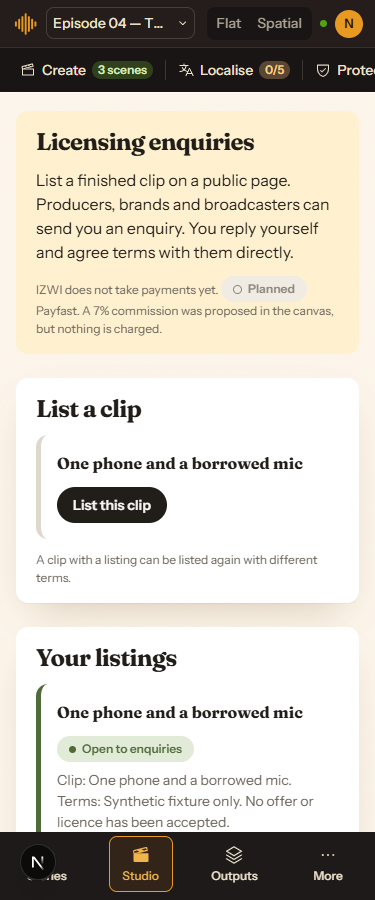 Episode 04 — T...
Flat Spatial
N
Create 3 scenes Localise 0/5
Licensing enquiries
List a finished clip on a public page.
Producers, brands and broadcasters can
send you an enquiry. You reply yourself
and agree terms with them directly.
IZWI does not take payments yet. Planned
Payfast. A 7% commission was proposed in the canvas,
but nothing is charged.
List a clip
One phone and a borrowed mic
List this clip
A clip with a listing can be listed again with different
terms.
Your listings
One phone and a borrowed mic
Open to enquiries
Clip: One phone and a borrowed mic.
Terms: Synthetic fixture only. No offer or
licence has been accepted.
N
Studio Outputs More